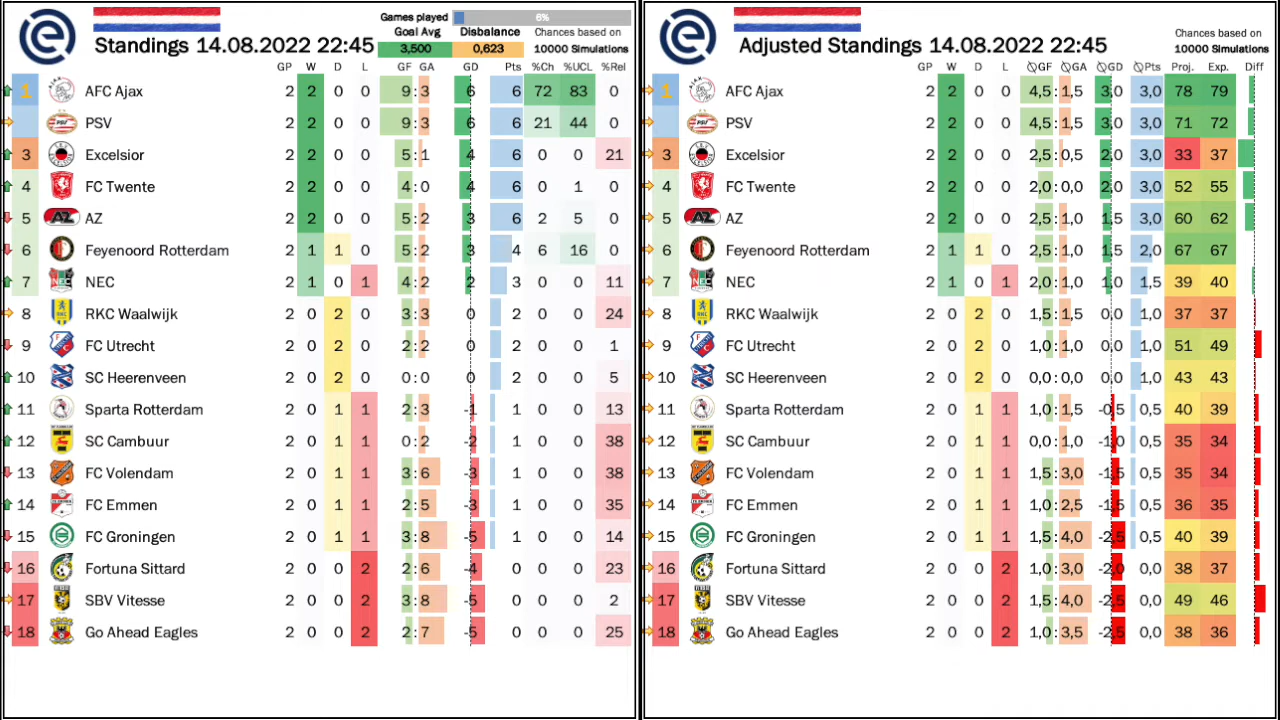 Games played 6%
Goal Avg Disbalance Chances based on
Standings 14.08.2022 22:45 3,500 0,623 10000 Simulations
GP W D L GF GA GD Pts %Ch %UCL %Rel
1 AFC Ajax 2 2 0 0 9 : 3 6 6 72 83 0
PSV 2 2 0 0 9 : 3 6 6 21 44 0
3 Excelsior 2 2 0 0 5 : 1 4 6 0 0 21
4 FC Twente 2 2 0 0 4 : 0 4 6 0 1 0
5 AZ 2 2 0 0 5 : 2 3 6 2 5 0
6 Feyenoord Rotterdam 2 1 1 0 5 : 2 3 4 6 16 0
7 NEC 2 1 0 1 4 : 2 2 3 0 0 11
8 RKC Waalwijk 2 0 2 0 3 : 3 0 2 0 0 24
9 FC Utrecht 2 0 2 0 2 : 2 0 2 0 0 1
10 SC Heerenveen 2 0 2 0 0 : 0 0 2 0 0 5
11 Sparta Rotterdam 2 0 1 1 2 : 3 -1 1 0 0 13
12 SC Cambuur 2 0 1 1 0 : 2 -2 1 0 0 38
13 FC Volendam 2 0 1 1 3 : 6 -3 1 0 0 38
14 FC Emmen 2 0 1 1 2 : 5 -3 1 0 0 35
15 FC Groningen 2 0 1 1 3 : 8 -5 1 0 0 14
16 Fortuna Sittard 2 0 0 2 2 : 6 -4 0 0 0 23
17 SBV Vitesse 2 0 0 2 3 : 8 -5 0 0 0 2
18 Go Ahead Eagles 2 0 0 2 2 : 7 -5 0 0 0 25
Chances based on
Adjusted Standings 14.08.2022 22:45 10000 Simulations
GP W D L ∅GF ∅GA ∅GD ∅Pts Proj. Exp. Diff
1 AFC Ajax 2 2 0 0 4,5 : 1,5 3,0 3,0 78 79
PSV 2 2 0 0 4,5 : 1,5 3,0 3,0 71 72
3 Excelsior 2 2 0 0 2,5 : 0,5 2,0 3,0 33 37
4 FC Twente 2 2 0 0 2,0 : 0,0 2,0 3,0 52 55
5 AZ 2 2 0 0 2,5 : 1,0 1,5 3,0 60 62
6 Feyenoord Rotterdam 2 1 1 0 2,5 : 1,0 1,5 2,0 67 67
7 NEC 2 1 0 1 2,0 : 1,0 1,0 1,5 39 40
8 RKC Waalwijk 2 0 2 0 1,5 : 1,5 0,0 1,0 37 37
9 FC Utrecht 2 0 2 0 1,0 : 1,0 0,0 1,0 51 49
10 SC Heerenveen 2 0 2 0 0,0 : 0,0 0,0 1,0 43 43
11 Sparta Rotterdam 2 0 1 1 1,0 : 1,5 -0,5 0,5 40 39
12 SC Cambuur 2 0 1 1 0,0 : 1,0 -1,0 0,5 35 34
13 FC Volendam 2 0 1 1 1,5 : 3,0 -1,5 0,5 35 34
14 FC Emmen 2 0 1 1 1,0 : 2,5 -1,5 0,5 36 35
15 FC Groningen 2 0 1 1 1,5 : 4,0 -2,5 0,5 40 39
16 Fortuna Sittard 2 0 0 2 1,0 : 3,0 -2,0 0,0 38 37
17 SBV Vitesse 2 0 0 2 1,5 : 4,0 -2,5 0,0 49 46
18 Go Ahead Eagles 2 0 0 2 1,0 : 3,5 -2,5 0,0 38 36